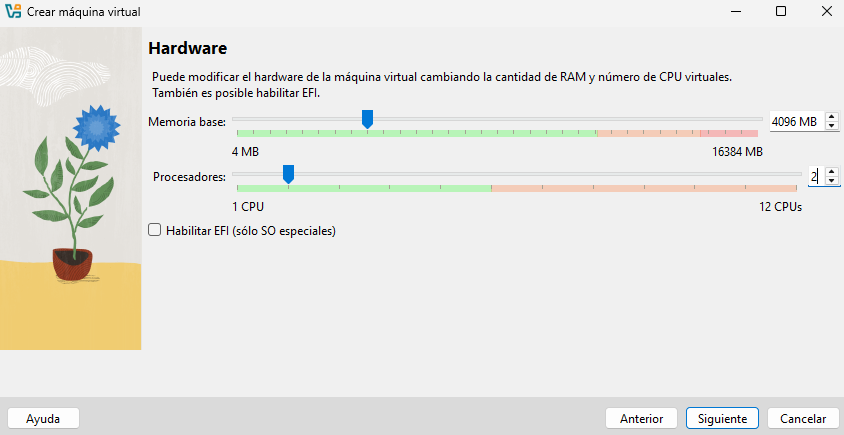 Crear máquina virtual
Hardware
Puede modificar el hardware de la máquina virtual cambiando la cantidad de RAM y número de CPU virtuales.
También es posible habilitar EFI.
Memoria base: 4096 MB
4 MB 16384 MB
Procesadores: 2
1 CPU 12 CPUs
Habilitar EFI (sólo SO especiales)
Ayuda Anterior Siguiente Cancelar